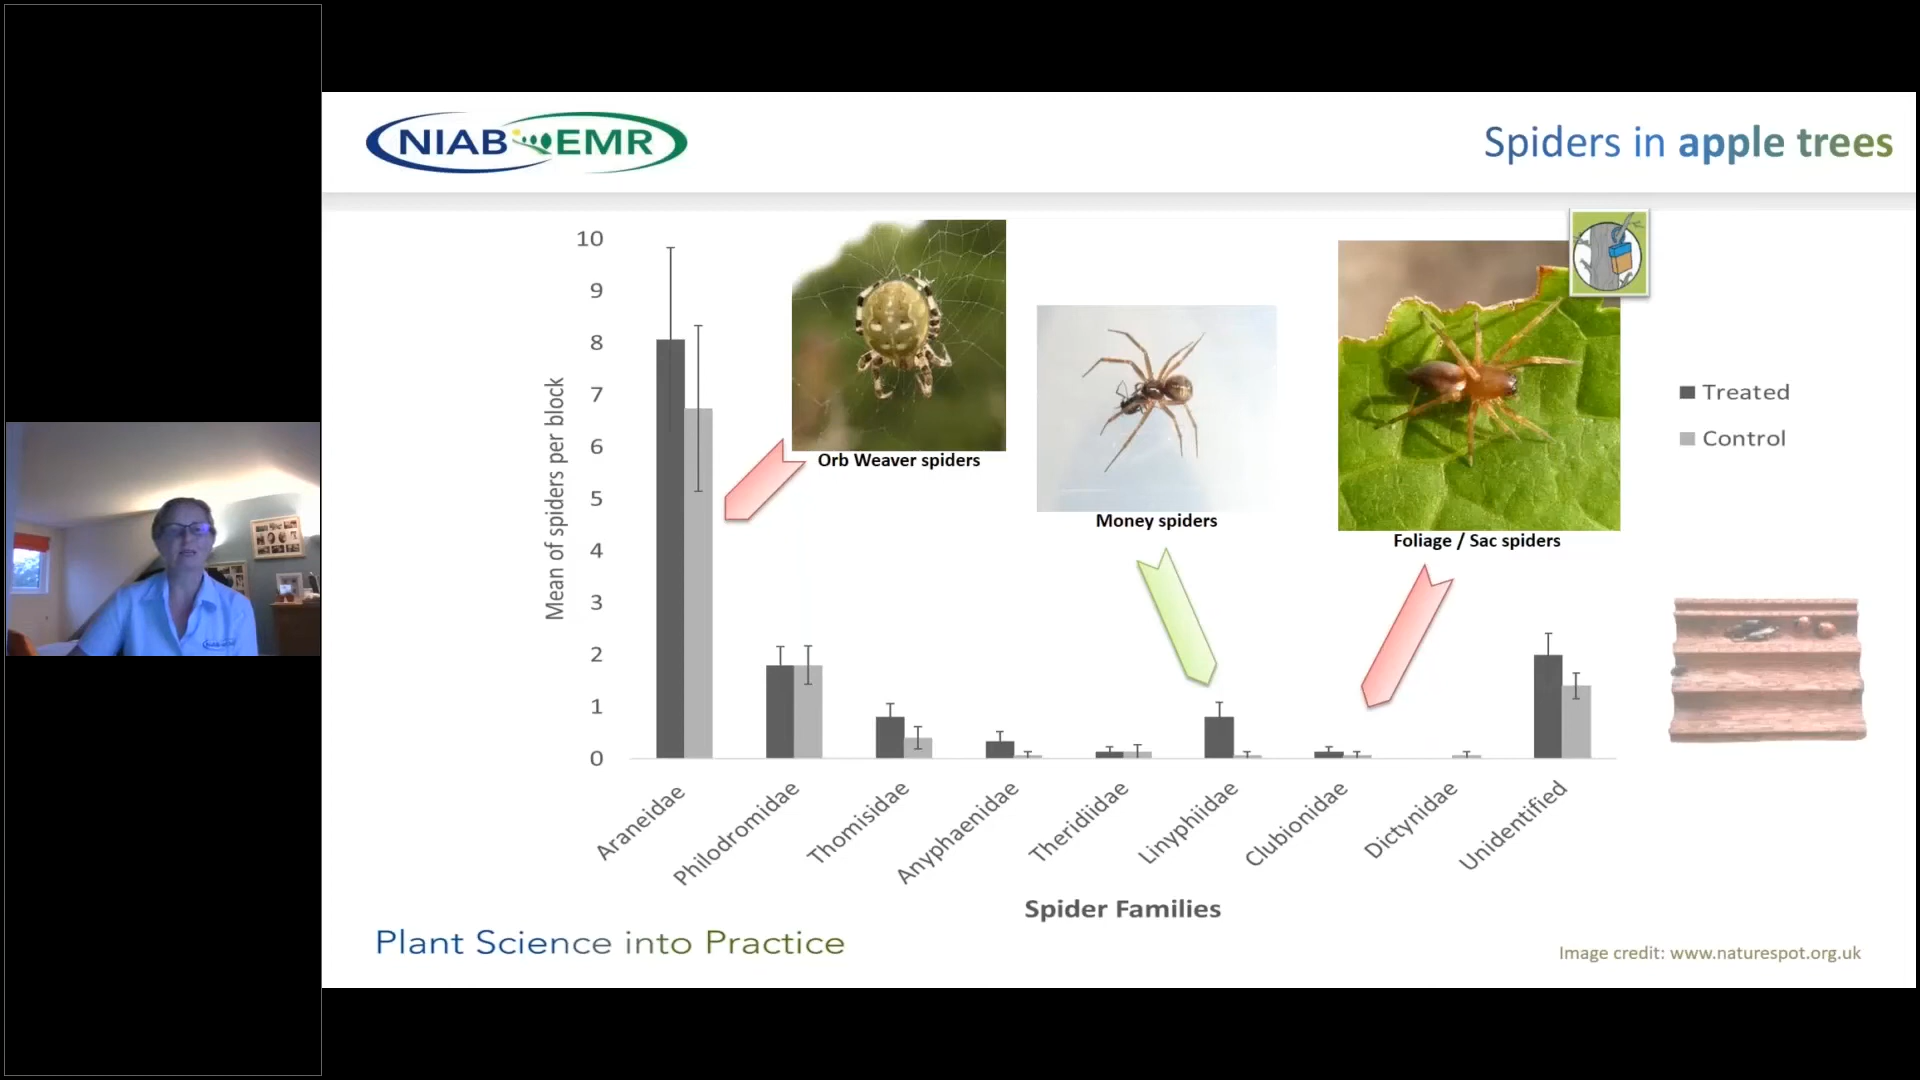 NIAB EMR
Spiders in apple trees
10
9
8
7
6
5
4
3
2
1
0
Mean of spiders per block
Orb Weaver spiders
Money spiders
Foliage / Sac spiders
Treated
Control
Araneidae
Philodromidae
Thomisidae
Anyphaenidae
Theridiidae
Linyphiidae
Clubionidae
Dictynidae
Unidentified
Spider Families
Plant Science into Practice
Image credit: www.naturespot.org.uk